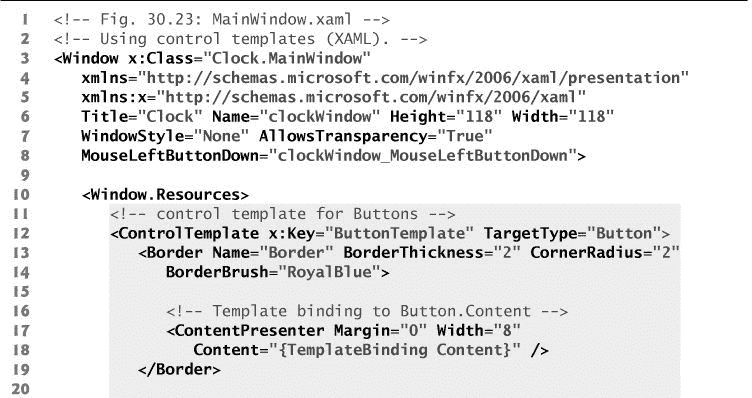 1 <!-- Fig. 30.23: MainWindow.xaml -->
2 <!-- Using control templates (XAML). -->
3 <Window x:Class="Clock.MainWindow"
4 xmlns="http://schemas.microsoft.com/winfx/2006/xaml/presentation"
5 xmlns:x="http://schemas.microsoft.com/winfx/2006/xaml"
6 Title="Clock" Name="clockWindow" Height="118" Width="118"
7 WindowStyle="None" AllowsTransparency="True"
8 MouseLeftButtonDown="clockWindow_MouseLeftButtonDown">
9
10 <Window.Resources>
11 <!-- control template for Buttons -->
12 <ControlTemplate x:Key="ButtonTemplate" TargetType="Button">
13 <Border Name="Border" BorderThickness="2" CornerRadius="2"
14 BorderBrush="RoyalBlue">
15
16 <!-- Template binding to Button.Content -->
17 <ContentPresenter Margin="0" Width="8"
18 Content="{TemplateBinding Content}" />
19 </Border>
20